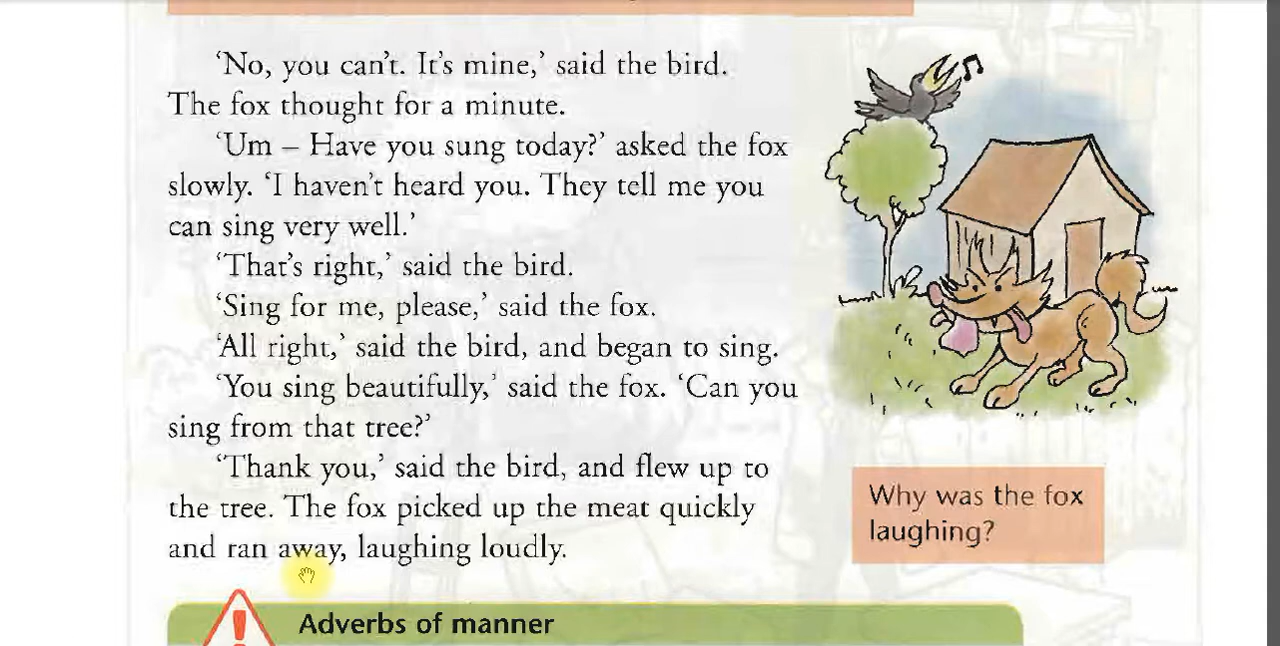 ‘No, you can’t. It’s mine,’ said the bird.
The fox thought for a minute.
‘Um – Have you sung today?’ asked the fox
slowly. ‘I haven’t heard you. They tell me you
can sing very well.’
‘That’s right,’ said the bird.
‘Sing for me, please,’ said the fox.
‘All right,’ said the bird, and began to sing.
‘You sing beautifully,’ said the fox. ‘Can you
sing from that tree?’
‘Thank you,’ said the bird, and flew up to
the tree. The fox picked up the meat quickly
and ran away, laughing loudly.
Why was the fox
laughing?
Adverbs of manner